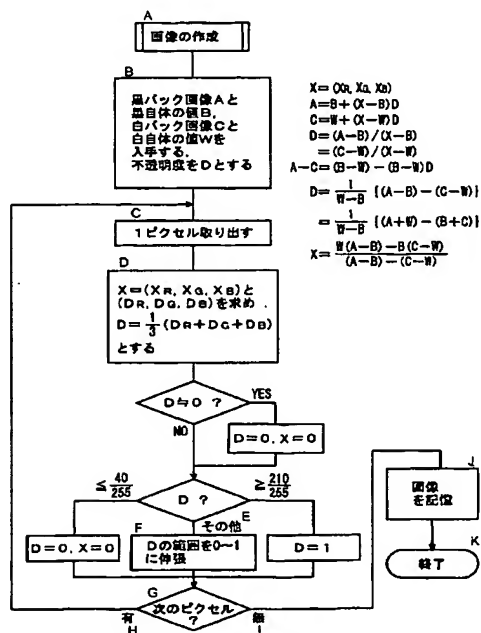 A
画像の作成
B
黒バック画像Aと
黒自体の値B,
白バック画像Cと
白自体の値Wを
入手する.
不透明度をDとする
C
1ピクセル取り出す
D
X=(XR, XG, XB)と
(DR, DG, DB)を求め.
D=1/3(DR+DG+DB)
とする
D≒0 ?
YES
NO
D=0, X=0
≦40/255
D ?
≧210/255
E
その他
F
D=0, X=0
Dの範囲を0~1
に伸張
D=1
G
次のピクセル
?
有
H
無
I
J
画像
を記憶
K
終了
X=(XR, XG, XB)
A=B+(X-B)D
C=W+(X-W)D
D=(A-B)/(X-B)
=(C-W)/(X-W)
A-C=(B-W)-(B-W)D
D=1/(W-B) {(A-B)-(C-W)}
=1/(W-B) {(A+W)-(B+C)}
X=(W(A-B)-B(C-W))/((A-B)-(C-W))